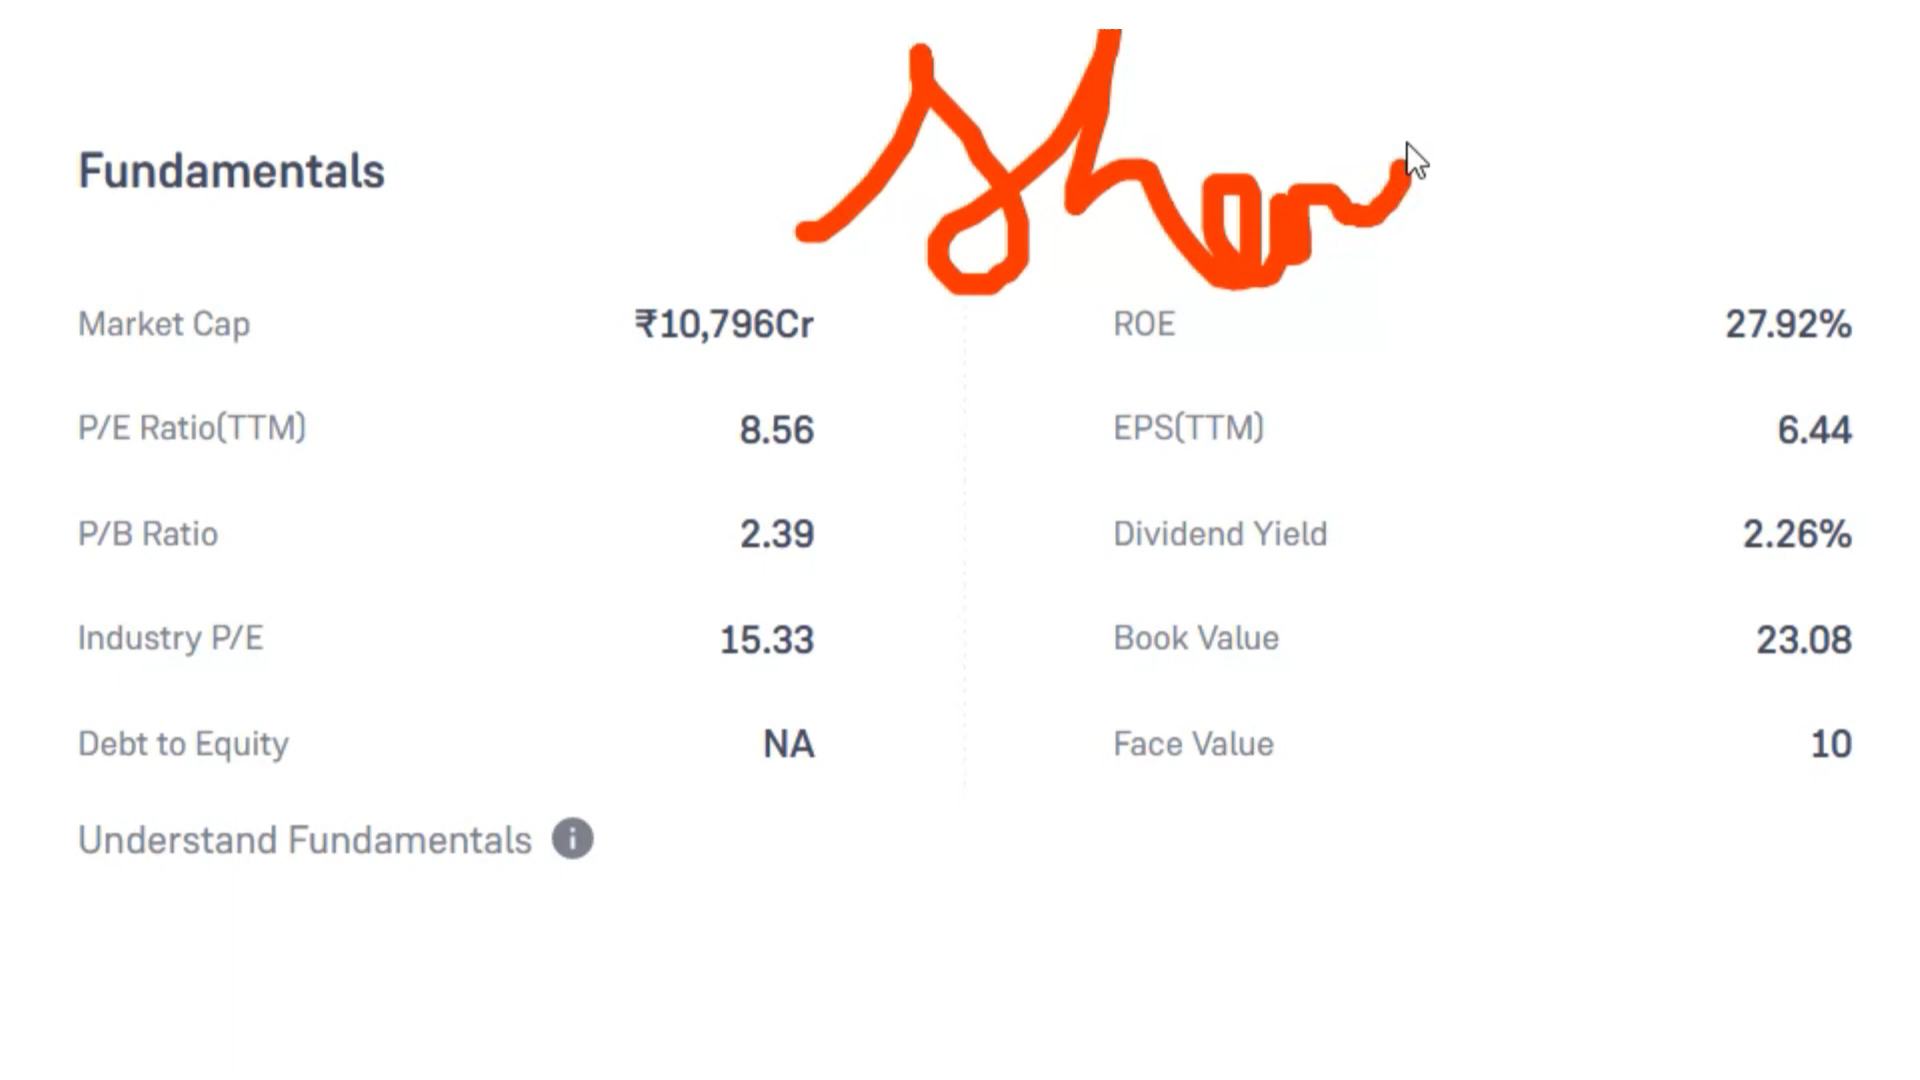 Fundamentals
Market Cap ₹10,796Cr ROE 27.92%
P/E Ratio(TTM) 8.56 EPS(TTM) 6.44
P/B Ratio 2.39 Dividend Yield 2.26%
Industry P/E 15.33 Book Value 23.08
Debt to Equity NA Face Value 10
Understand Fundamentals